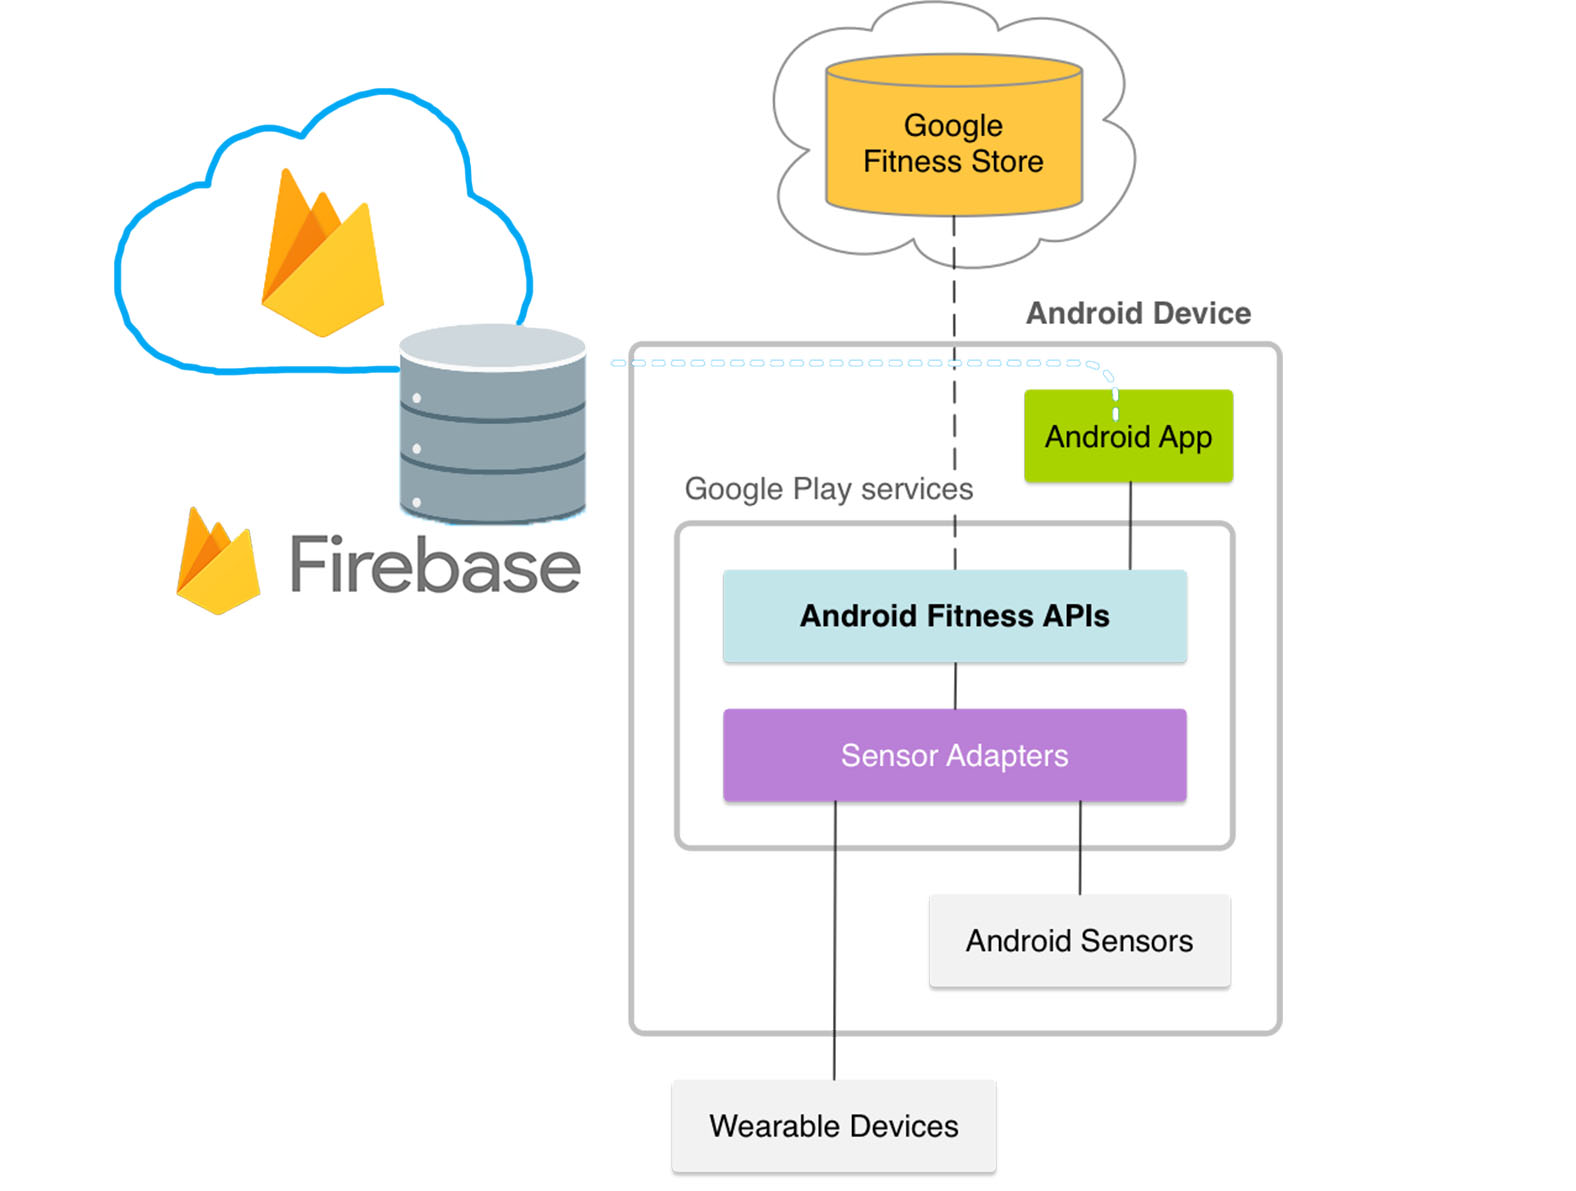 Google
Fitness Store
Android Device
Android App
Google Play services
Firebase
Android Fitness APIs
Sensor Adapters
Android Sensors
Wearable Devices